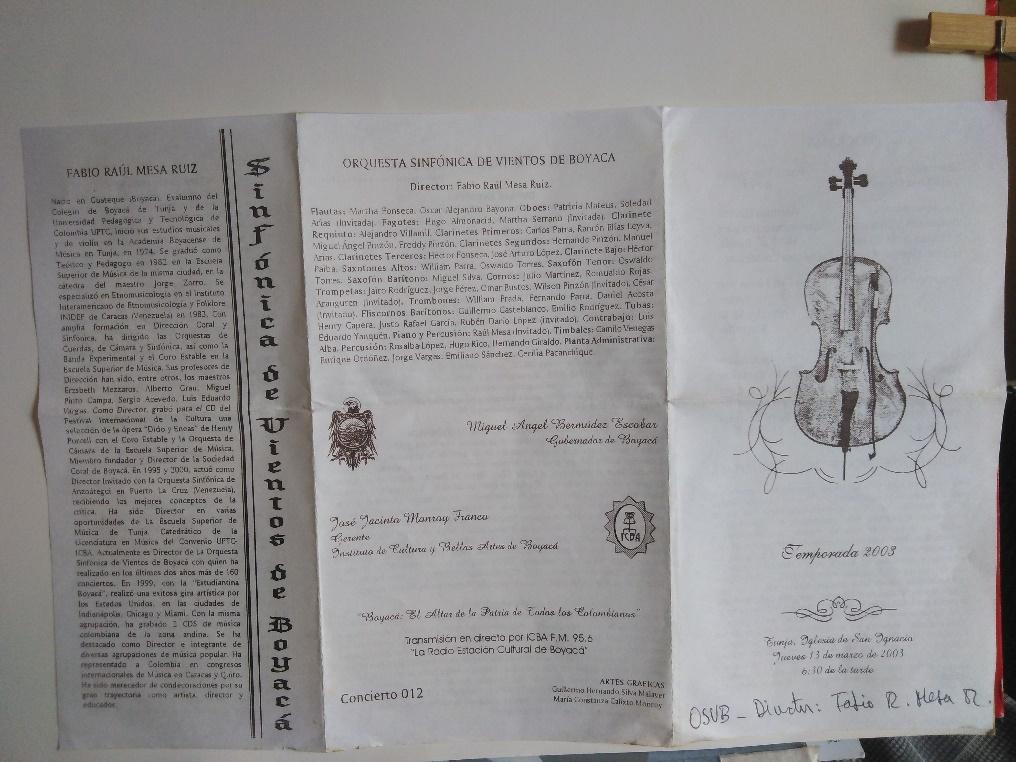 FABIO RAÚL MESA RUIZ
Nació en Guateque (Boyacá). Exalumno del
Colegio de Boyacá de Tunja y de la
Universidad Pedagógica y Tecnológica de
Colombia UPTC, inició sus estudios musicales
y de violín en la Academia Boyacense de
Música en Tunja, en 1974. Se graduó como
Teórico y Pedagogo en 1982 en la Escuela
Superior de Música de la misma ciudad, en la
cátedra del maestro Jorge Zorro. Se
especializó en Etnomusicología en el Instituto
Interamericano de Etnomusicología y Folklore
INIDEF de Caracas (Venezuela) en 1983. Con
amplia formación en Dirección Coral y
Sinfónica, ha dirigido las Orquestas de
Cuerdas, de Cámara y Sinfónica, así como la
Banda Experimental y el Coro Estable en la
Escuela Superior de Música. Sus profesores de
Dirección han sido, entre otros, los maestros
Erzsbeth Mezzaros, Alberto Grau, Miguel
Pinto Campa, Sergio Acevedo, Luis Eduardo
Vargas. Como Director, grabó para el CD del
Festival Internacional de la Cultura una
selección de la ópera "Dido y Eneas" de Henry
Purcell con el Coro Estable y la Orquesta de
Cámara de la Escuela Superior de Música.
Miembro fundador y Director de la Sociedad
Coral de Boyacá. En 1995 y 2000, actuó como
Director Invitado con la Orquesta Sinfónica de
Anzoátegui en Puerto La Cruz (Venezuela),
recibiendo los mejores conceptos de la
crítica. Ha sido Director en varias
oportunidades de La Escuela Superior de
Música de Tunja. Catedrático de la
Licenciatura en Música del Convenio UPTC-
ICBA. Actualmente es Director de La Orquesta
Sinfónica de Vientos de Boyacá con quien ha
realizado en los últimos dos años más de 160
conciertos. En 1999, con la "Estudiantina
Boyacá", realizó una exitosa gira artística por
los Estados Unidos, en las ciudades de
Indianápolis, Chicago y Miami. Con la misma
agrupación, ha grabado 2 CDS de música
colombiana de la zona andina. Se ha
destacado como Director e integrante de
diversas agrupaciones de música popular. Ha
representado a Colombia en congresos
internacionales de Música en Caracas y Quito.
Ha sido merecedor de condecoraciones por su
gran trayectoria como artista, director y
educador.
Sinfónica de Vientos de Boyacá
ORQUESTA SINFÓNICA DE VIENTOS DE BOYACA
Director: Fabio Raúl Mesa Ruiz.
Flautas: Martha Fonseca, Oscar Alejandro Bayona. Oboes: Patricia Mateus, Soledad
Arias (Invitada). Fagotes: Hugo Almonacid, Martha Serrano (Invitada). Clarinete
Requinto: Alejandro Villamil. Clarinetes Primeros: Carlos Parra, Ramón Elías Leyva,
Miguel Ángel Pinzón, Freddy Pinzón. Clarinetes Segundos: Hernando Pinzón, Manuel
Arias. Clarinetes Terceros: Héctor Fonseca, José Arturo López. Clarinete Bajo: Héctor
Paiba. Saxofones Altos: William Parra, Oswaldo Torres. Saxofón Tenor: Oswaldo
Torres. Saxofón Barítono: Miguel Silva. Cornos: Julio Martínez, Romualdo Rojas.
Trompetas: Jairo Rodríguez, Jorge Pérez, Omar Bustos, Wilson Pinzón (Invitado), César
Aranguren (Invitado). Trombones: William Prada, Fernando Parra, Daniel Acosta
(Invitado). Fliscornos Barítonos: Guillermo Casteblanco, Emilio Rodríguez. Tubas:
Henry Capera, Justo Rafael García, Rubén Darío López (Invitado). Contrabajo: Luis
Eduardo Yanquén. Piano y Percusión: Raúl Mesa (Invitado). Timbales: Camilo Venegas
Alba. Percusión: Rosalba López, Hugo Rico, Hernando Giraldo. Planta Administrativa:
Enrique Ordóñez, Jorge Vargas, Emiliano Sánchez, Cecilia Patanchique.
Miguel Angel Bermúdez Escobar
Gobernador de Boyacá
José Jacinto Monroy Franco
Gerente
Instituto de Cultura y Bellas Artes de Boyacá
ICBA
"Boyacá: El Altar de la Patria de Todos los Colombianos"
Transmisión en directo por ICBA F.M. 95.6
"La Radio Estación Cultural de Boyacá"
Concierto 012
ARTES GRAFICAS
Guillermo Hernando Silva Malaver
María Constanza Calixto Monroy
Temporada 2003
Tunja, Iglesia de San Ignacio
Jueves 13 de marzo de 2003
6:30 de la tarde
OSVB - Director: Fabio R. Mesa R.